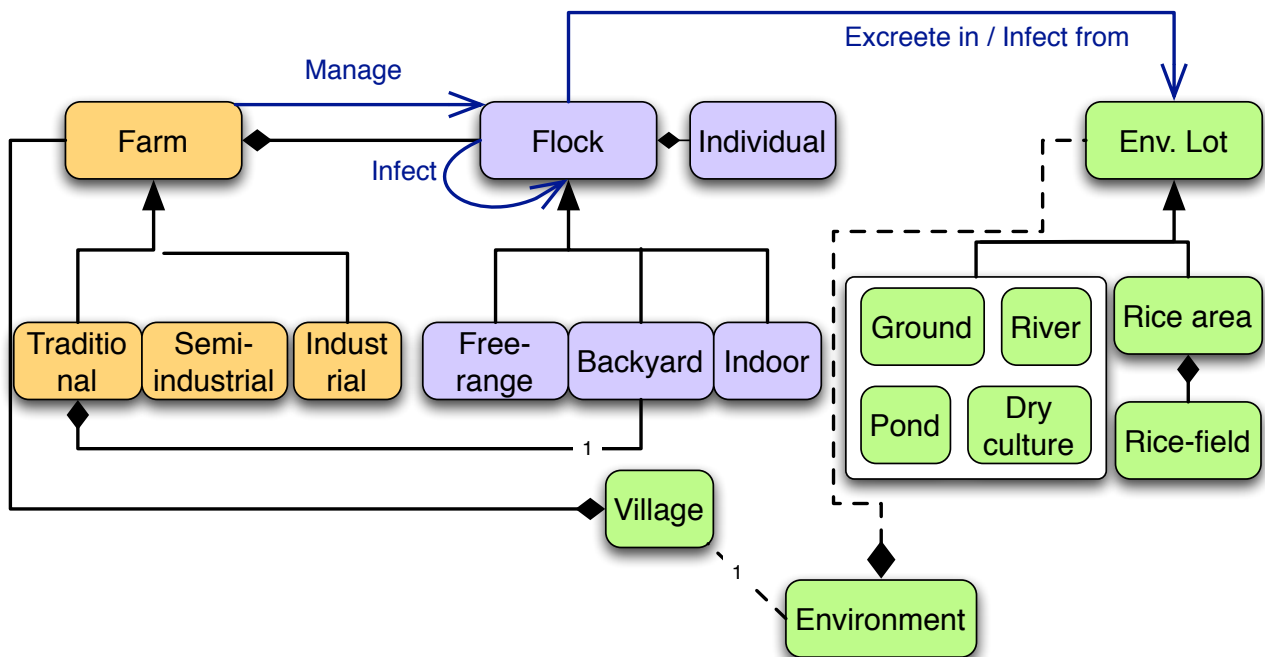 Excreete in / Infect from
Manage
Farm
Flock
Individual
Env. Lot
Infect
Traditio
nal
Semi-
industrial
Indust
rial
Free-
range
Backyard
Indoor
Ground
River
Rice area
Pond
Dry
culture
Rice-field
1
Village
1
Environment